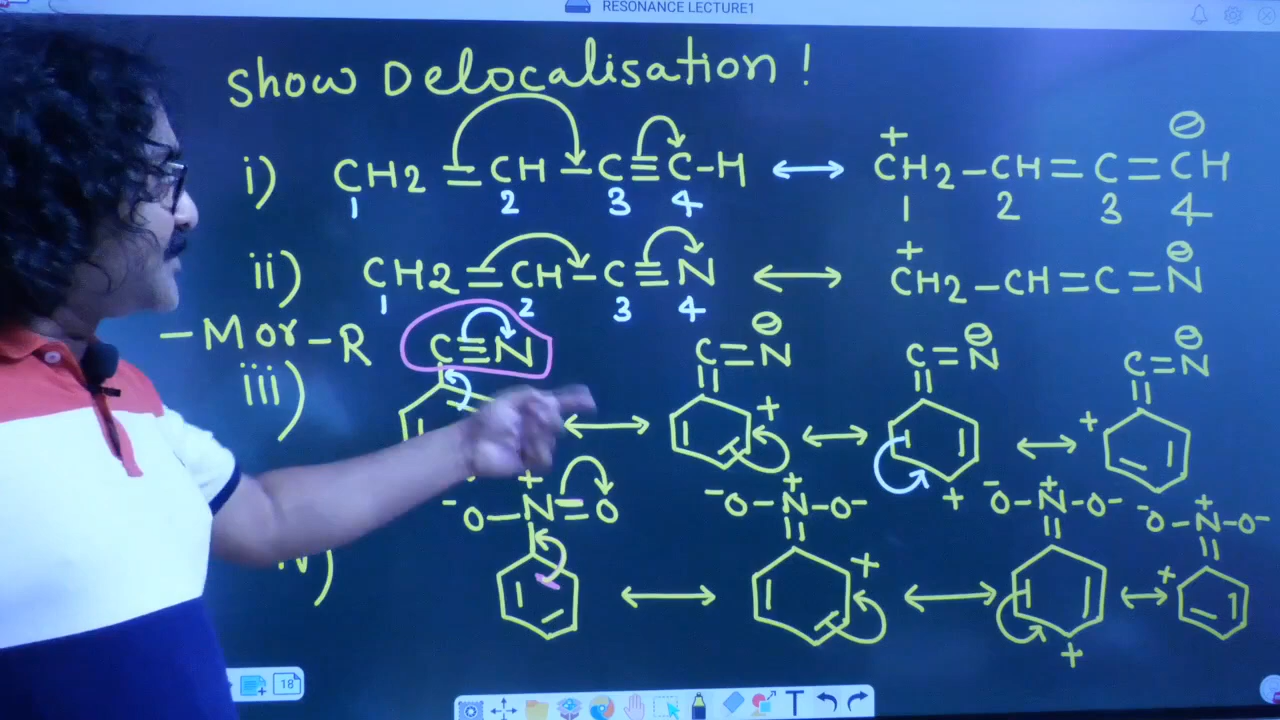 RESONANCE LECTURE1
Show Delocalisation !
i) CH2 = CH - C ≡ C - H ↔ +CH2 - CH = C = CH ⊖
1 2 3 4 1 2 3 4
ii) CH2 = CH - C ≡ N ↔ +CH2 - CH = C = N ⊖
1 2 3 4
-M or -R
iii) C ≡ N ↔ C = N ⊖ + ↔ C = N ⊖ + ↔ C = N ⊖ +
-O - N+ = O ↔ -O - N+ - O- + ↔ -O - N+ - O- + ↔ -O - N+ - O- +
18
T